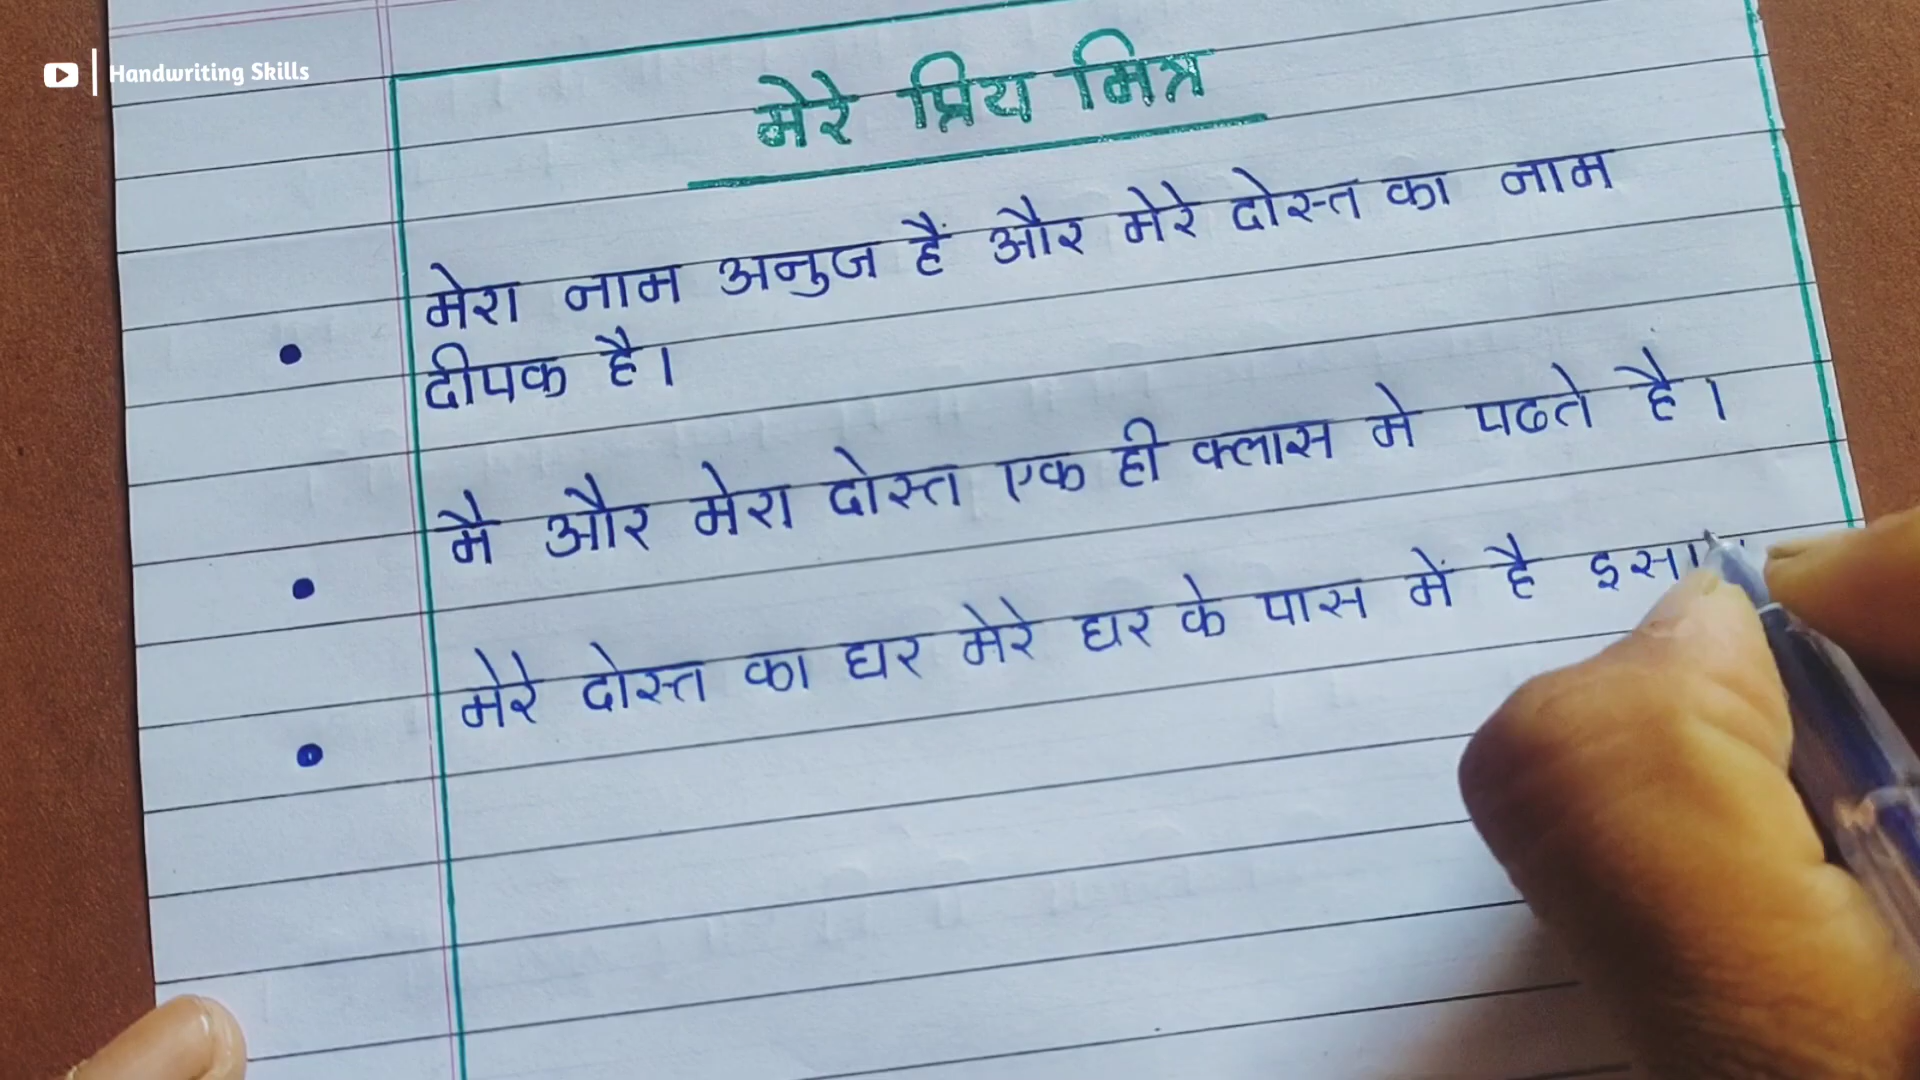 Handwriting Skills
मेरे प्रिय मित्र
मेरा नाम अनुज हैं और मेरे दोस्त का नाम
दीपक है।
मै और मेरा दोस्त एक ही क्लास मे पढते है।
मेरे दोस्त का घर मेरे घर के पास में है